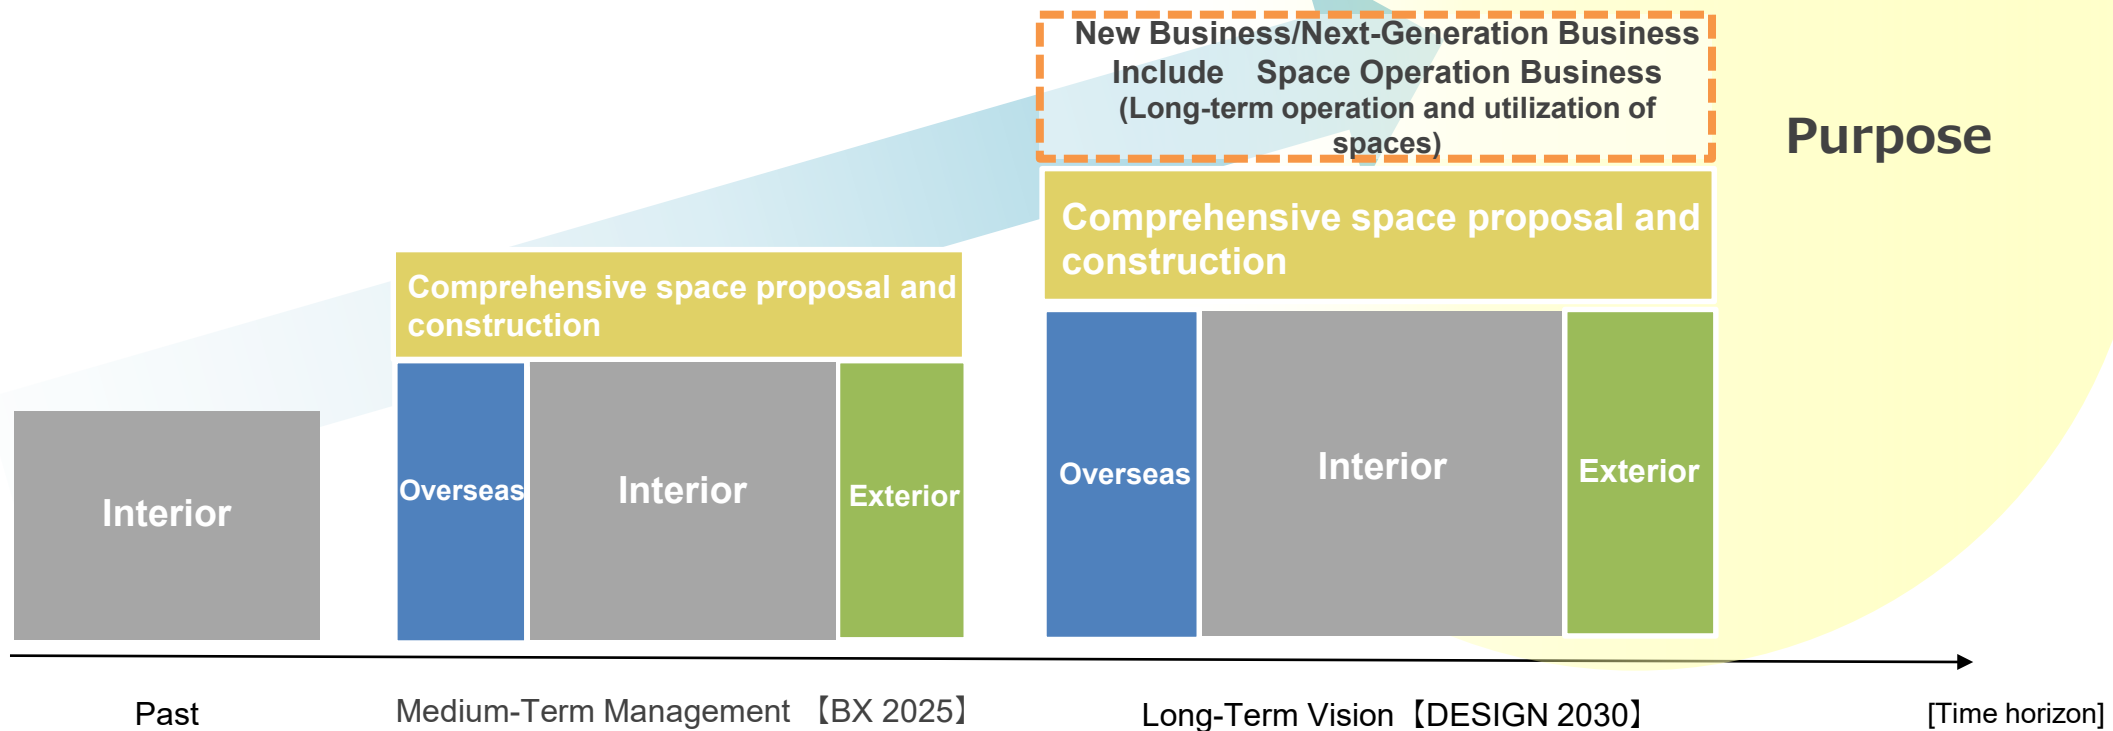 New Business/Next-Generation Business
Include Space Operation Business
(Long-term operation and utilization of
spaces)
Purpose
Comprehensive space proposal and
construction
Comprehensive space proposal and
construction
Interior
Overseas
Interior
Exterior
Overseas
Interior
Exterior
Past
Medium-Term Management 【BX 2025】
Long-Term Vision【DESIGN 2030】
[Time horizon]